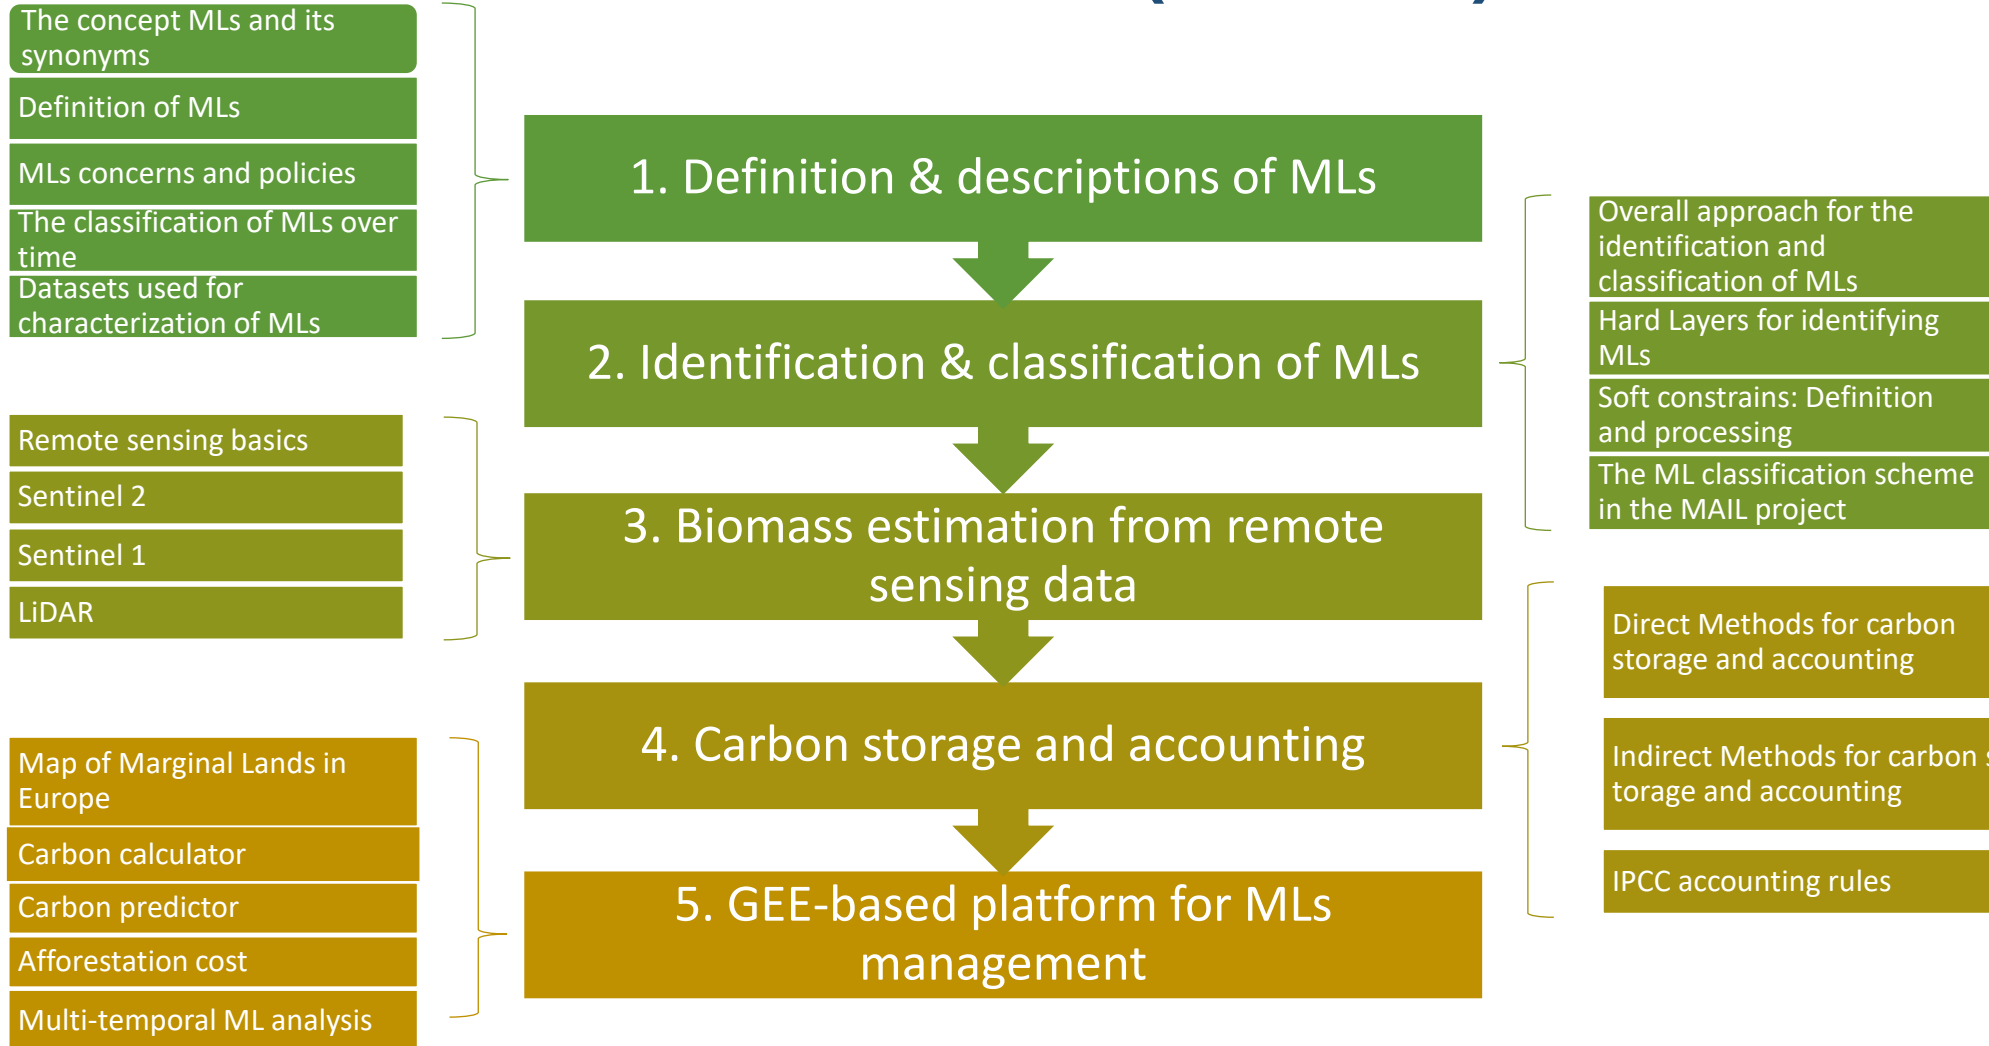 The concept MLs and its
synonyms
Definition of MLs
MLs concerns and policies
The classification of MLs over
time
Datasets used for
characterization of MLs
1. Definition & descriptions of MLs
2. Identification & classification of MLs
Overall approach for the
identification and
classification of MLs
Hard Layers for identifying
MLs
Soft constrains: Definition
and processing
The ML classification scheme
in the MAIL project
Remote sensing basics
Sentinel 2
Sentinel 1
LiDAR
3. Biomass estimation from remote
sensing data
4. Carbon storage and accounting
Direct Methods for carbon
storage and accounting
Indirect Methods for carbon s
torage and accounting
IPCC accounting rules
Map of Marginal Lands in
Europe
Carbon calculator
Carbon predictor
Afforestation cost
Multi-temporal ML analysis
5. GEE-based platform for MLs
management